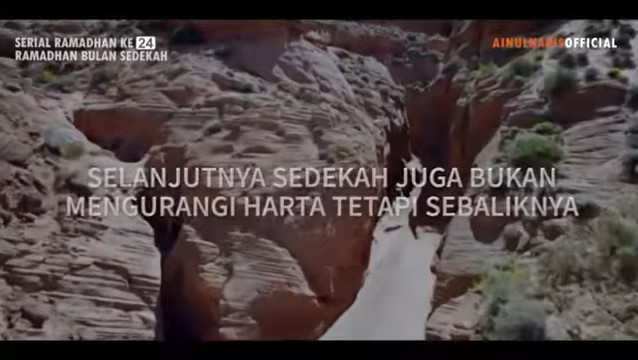 SERIAL RAMADHAN KE 24
RAMADHAN BULAN SEDEKAH
AINULHARISOFFICIAL
SELANJUTNYA SEDEKAH JUGA BUKAN
MENGURANGI HARTA TETAPI SEBALIKNYA